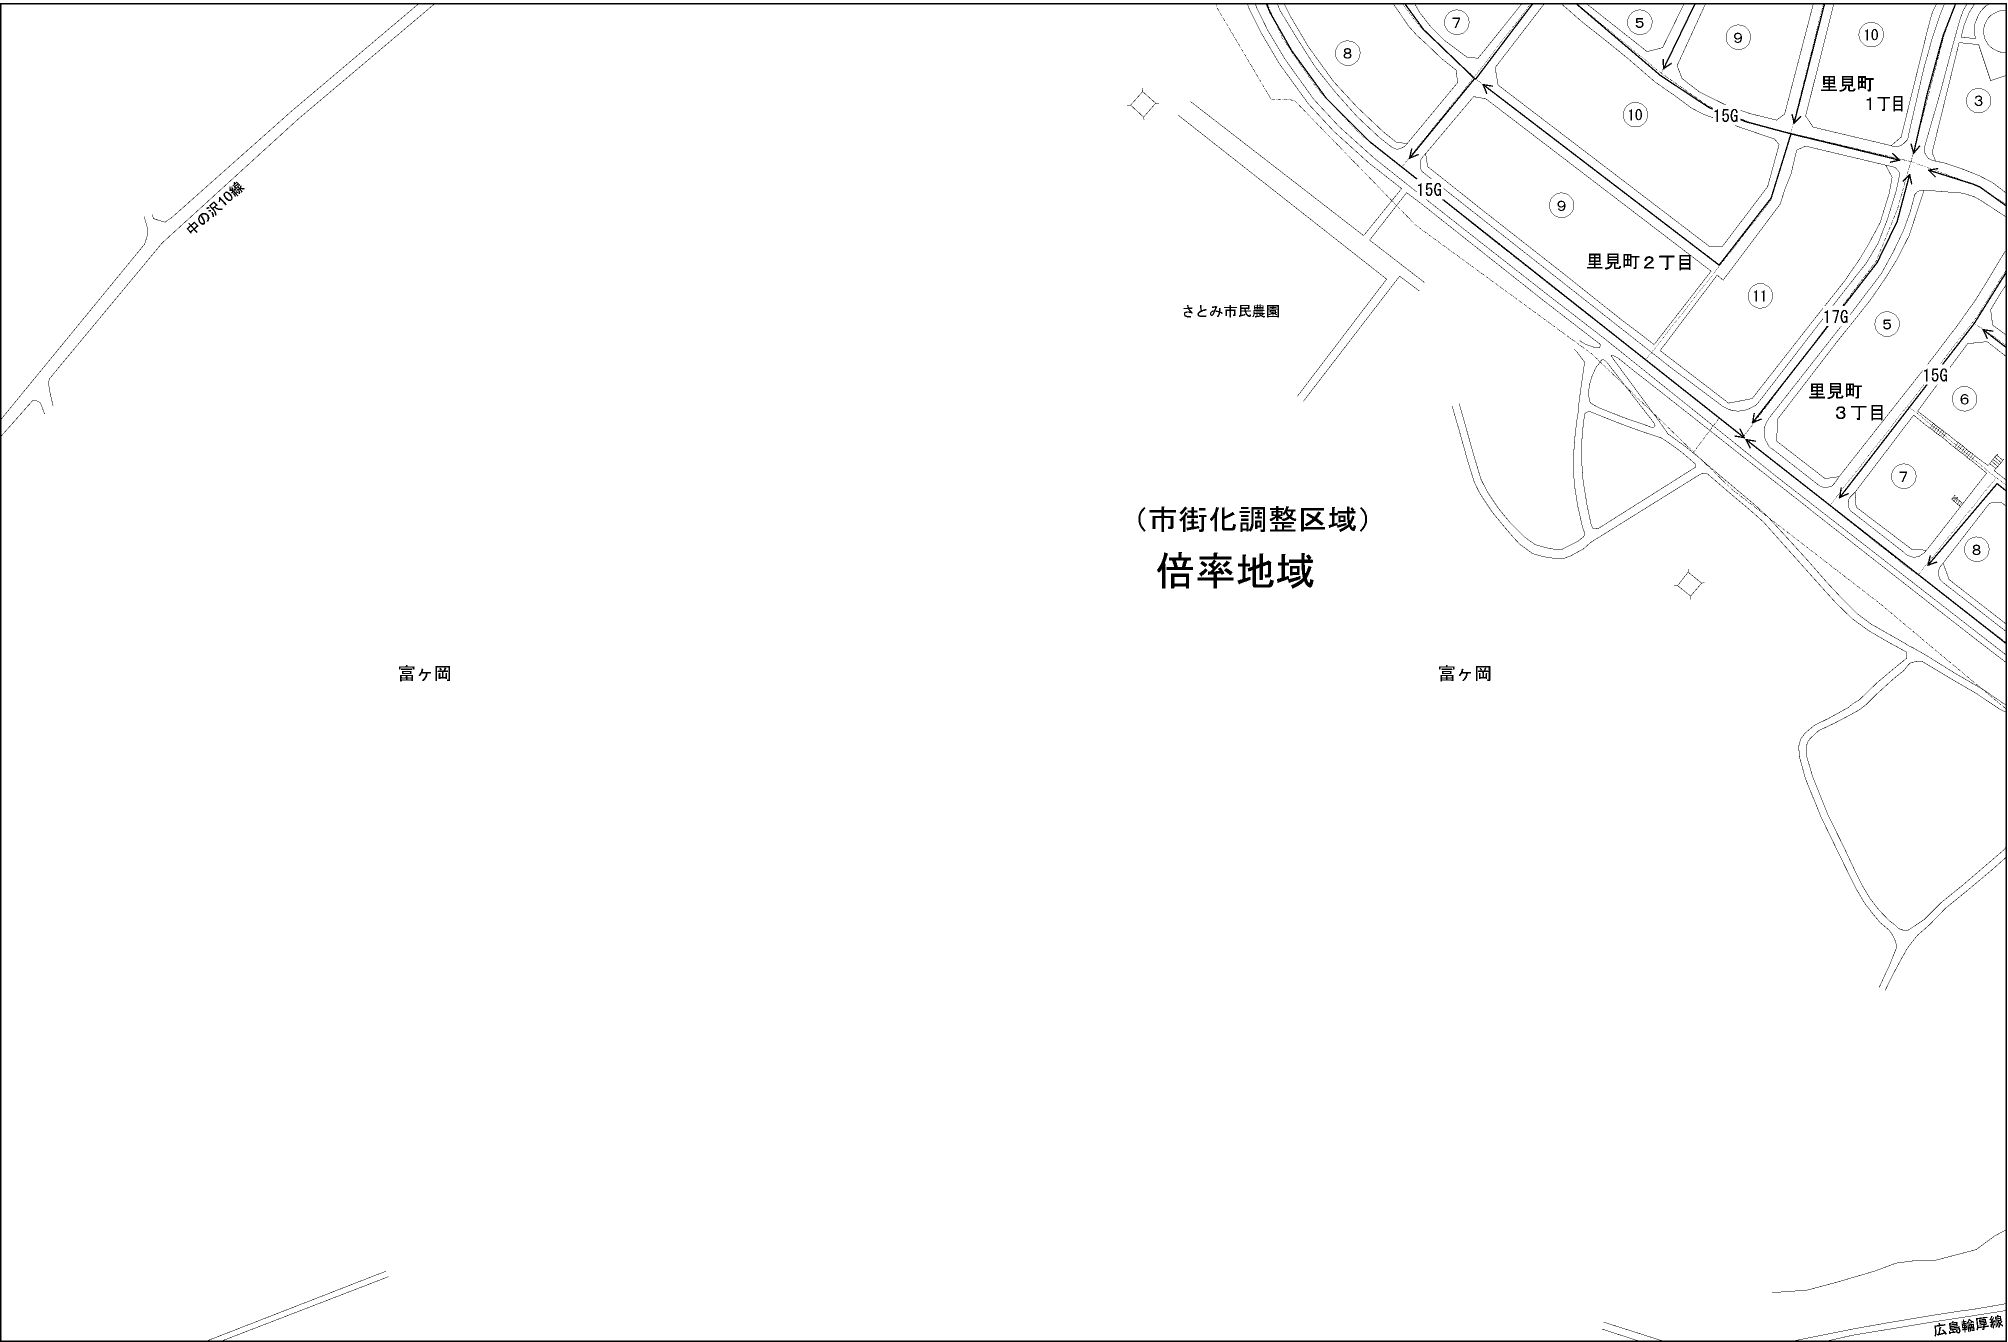 ⑦
⑤
⑨
⑩
⑧
里見町
1丁目
③
15G
⑩
中の沢10線
15G
⑨
里見町2丁目
⑪
さとみ市民農園
17G
⑤
15G
里見町
3丁目
⑥
⑦
(市街化調整区域)
倍率地域
⑧
富ヶ岡
富ヶ岡
広島輪厚線